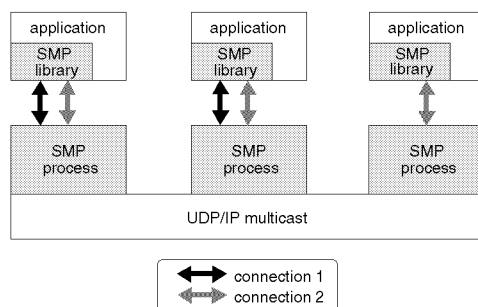 application
SMP
library
application
SMP
library
application
SMP
library
SMP
process
SMP
process
SMP
process
UDP/IP multicast
connection 1
connection 2